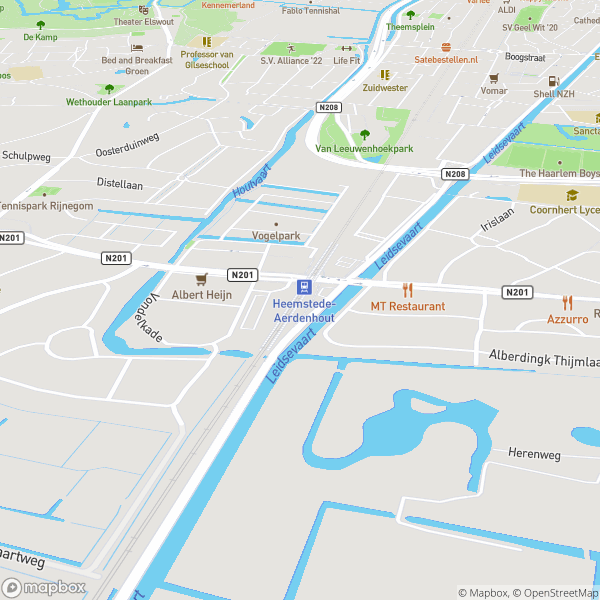 Kennemerland
De Kamp
Theater Elswout
Fablo Tennishal
Theemsplein
SV.Geel Wit '20
ALDI
Bed and Breakfast
Groen
Professor van
Gilseschool
S.V. Alliance '22
Life Fit
Satebestellen.nl
Boogstraat
Wethouder Laanpark
Zuidwester
Vomar
Shell NZH
N208
Schulpweg
Oosterduinweg
Van Leeuwenhoekpark
Leidsevaart
Distellaan
Houtvaart
N208
The Haarlem Boys
Tennispark Rijnegom
Coornhert Lyce
N201
Vogelpark
Irislaan
N201
N201
Leidsevaart
Albert Heijn
Heemstede-
Aerdenhout
MT Restaurant
N201
Azzurro
Vondelkade
Leidsevaart
Alberdingk Thijmlaa
Herenweg
aartweg
mapbox
© Mapbox, © OpenStreetMap